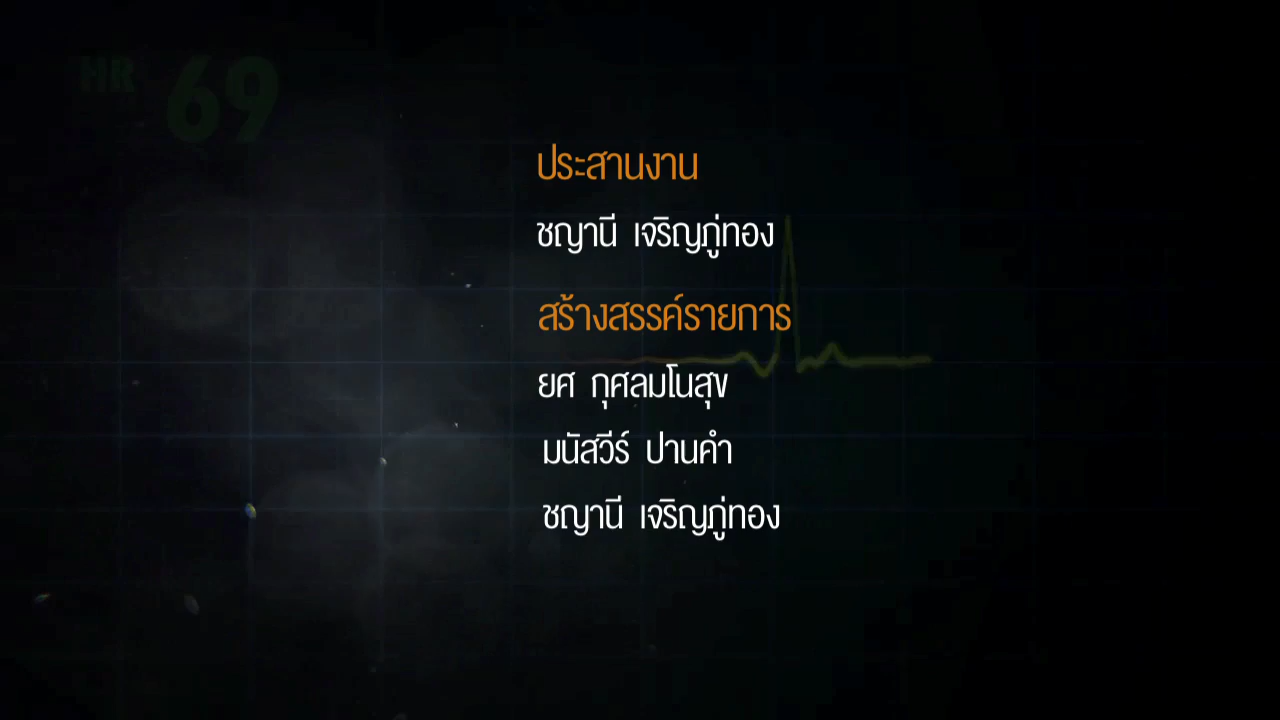 HR 69
ประสานงาน
ชญานี เจริญภู่ทอง
สร้างสรรค์รายการ
ยศ กุศลมโนสุข
มนัสวีร์ ปานคำ
ชญานี เจริญภู่ทอง